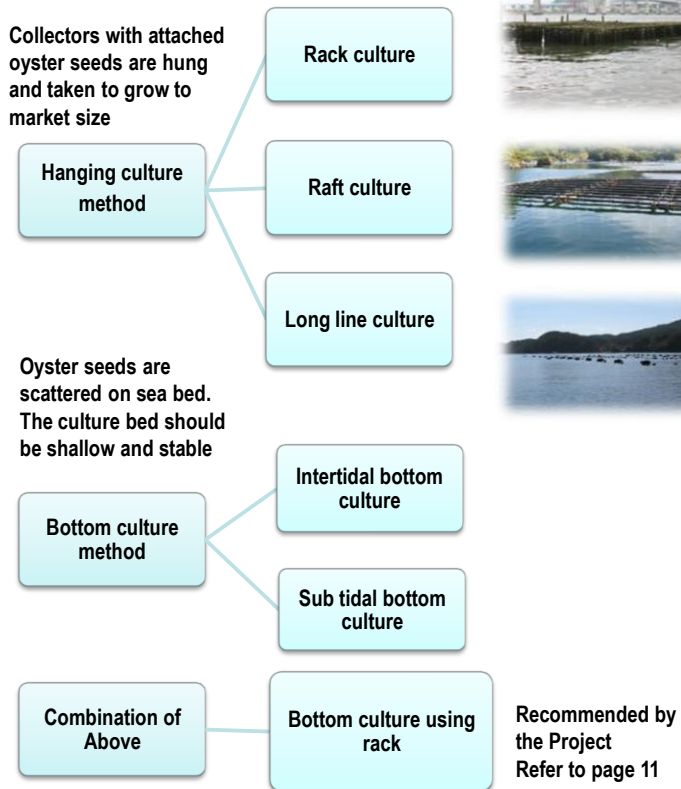 Collectors with attached
oyster seeds are hung
and taken to grow to
market size
Hanging culture
method
Rack culture
Raft culture
Long line culture
Oyster seeds are
scattered on sea bed.
The culture bed should
be shallow and stable
Bottom culture
method
Intertidal bottom
culture
Sub tidal bottom
culture
Combination of
Above
Bottom culture using
rack
Recommended by
the Project
Refer to page 11